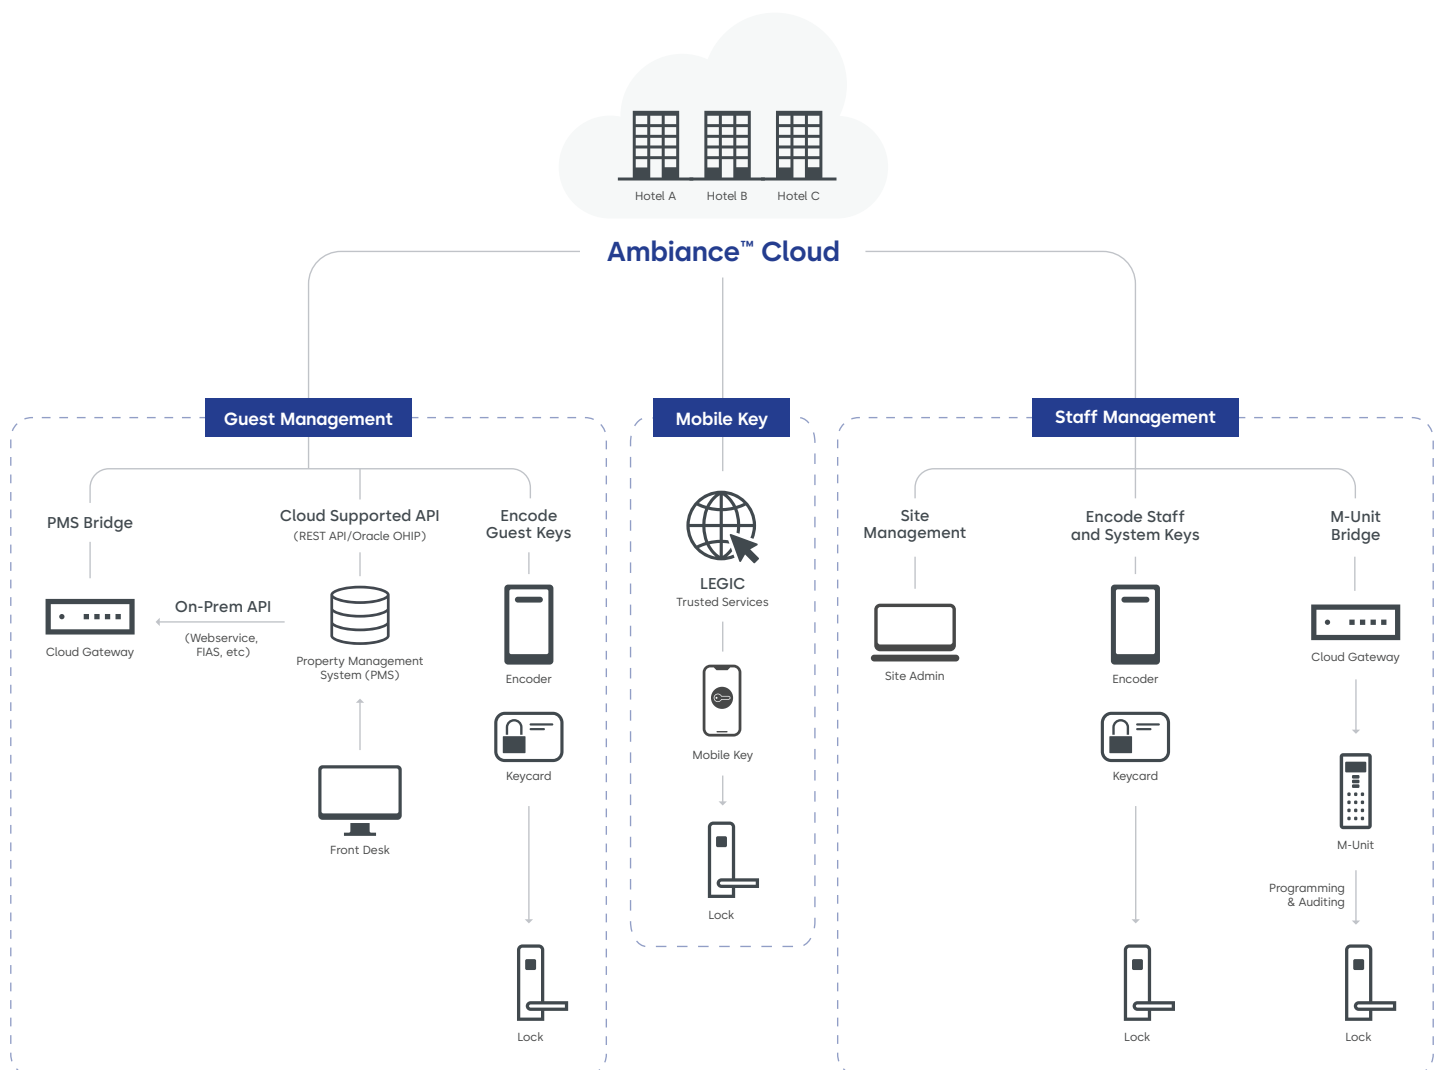 Hotel A
Hotel B
Hotel C
Ambiance™ Cloud
Guest Management
PMS Bridge
Cloud Gateway
On-Prem API
(Webservice,
FIAS, etc)
Cloud Supported API
(REST API/Oracle OHIP)
Property Management
System (PMS)
Front Desk
Encode
Guest Keys
Encoder
Keycard
Lock
Mobile Key
LEGIC
Trusted Services
Mobile Key
Lock
Staff Management
Site
Management
Site Admin
Encode Staff
and System Keys
Encoder
Keycard
Lock
M-Unit
Bridge
Cloud Gateway
M-Unit
Programming
& Auditing
Lock